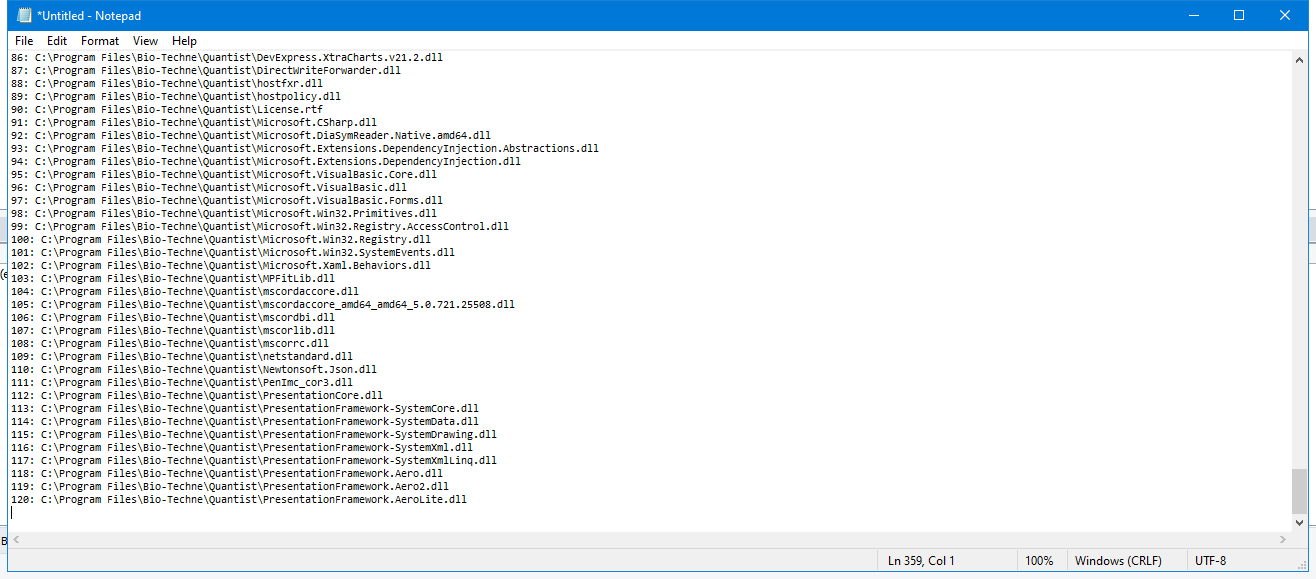 *Untitled - Notepad
File Edit Format View Help
86: C:\Program Files\Bio-Techne\Quantist\DevExpress.XtraCharts.v21.2.dll
87: C:\Program Files\Bio-Techne\Quantist\DirectWriteForwarder.dll
88: C:\Program Files\Bio-Techne\Quantist\hostfxr.dll
89: C:\Program Files\Bio-Techne\Quantist\hostpolicy.dll
90: C:\Program Files\Bio-Techne\Quantist\License.rtf
91: C:\Program Files\Bio-Techne\Quantist\Microsoft.CSharp.dll
92: C:\Program Files\Bio-Techne\Quantist\Microsoft.DiaSymReader.Native.amd64.dll
93: C:\Program Files\Bio-Techne\Quantist\Microsoft.Extensions.DependencyInjection.Abstractions.dll
94: C:\Program Files\Bio-Techne\Quantist\Microsoft.Extensions.DependencyInjection.dll
95: C:\Program Files\Bio-Techne\Quantist\Microsoft.VisualBasic.Core.dll
96: C:\Program Files\Bio-Techne\Quantist\Microsoft.VisualBasic.dll
97: C:\Program Files\Bio-Techne\Quantist\Microsoft.VisualBasic.Forms.dll
98: C:\Program Files\Bio-Techne\Quantist\Microsoft.Win32.Primitives.dll
99: C:\Program Files\Bio-Techne\Quantist\Microsoft.Win32.Registry.AccessControl.dll
100: C:\Program Files\Bio-Techne\Quantist\Microsoft.Win32.Registry.dll
101: C:\Program Files\Bio-Techne\Quantist\Microsoft.Win32.SystemEvents.dll
102: C:\Program Files\Bio-Techne\Quantist\Microsoft.Xaml.Behaviors.dll
103: C:\Program Files\Bio-Techne\Quantist\MPFitLib.dll
104: C:\Program Files\Bio-Techne\Quantist\mscordaccore.dll
105: C:\Program Files\Bio-Techne\Quantist\mscordaccore_amd64_amd64_5.0.721.25508.dll
106: C:\Program Files\Bio-Techne\Quantist\mscordbi.dll
107: C:\Program Files\Bio-Techne\Quantist\mscorlib.dll
108: C:\Program Files\Bio-Techne\Quantist\mscorrc.dll
109: C:\Program Files\Bio-Techne\Quantist\netstandard.dll
110: C:\Program Files\Bio-Techne\Quantist\Newtonsoft.Json.dll
111: C:\Program Files\Bio-Techne\Quantist\PenImc_cor3.dll
112: C:\Program Files\Bio-Techne\Quantist\PresentationCore.dll
113: C:\Program Files\Bio-Techne\Quantist\PresentationFramework-SystemCore.dll
114: C:\Program Files\Bio-Techne\Quantist\PresentationFramework-SystemData.dll
115: C:\Program Files\Bio-Techne\Quantist\PresentationFramework-SystemDrawing.dll
116: C:\Program Files\Bio-Techne\Quantist\PresentationFramework-SystemXml.dll
117: C:\Program Files\Bio-Techne\Quantist\PresentationFramework-SystemXmlLinq.dll
118: C:\Program Files\Bio-Techne\Quantist\PresentationFramework.Aero.dll
119: C:\Program Files\Bio-Techne\Quantist\PresentationFramework.Aero2.dll
120: C:\Program Files\Bio-Techne\Quantist\PresentationFramework.AeroLite.dll
Ln 359, Col 1 100% Windows (CRLF) UTF-8